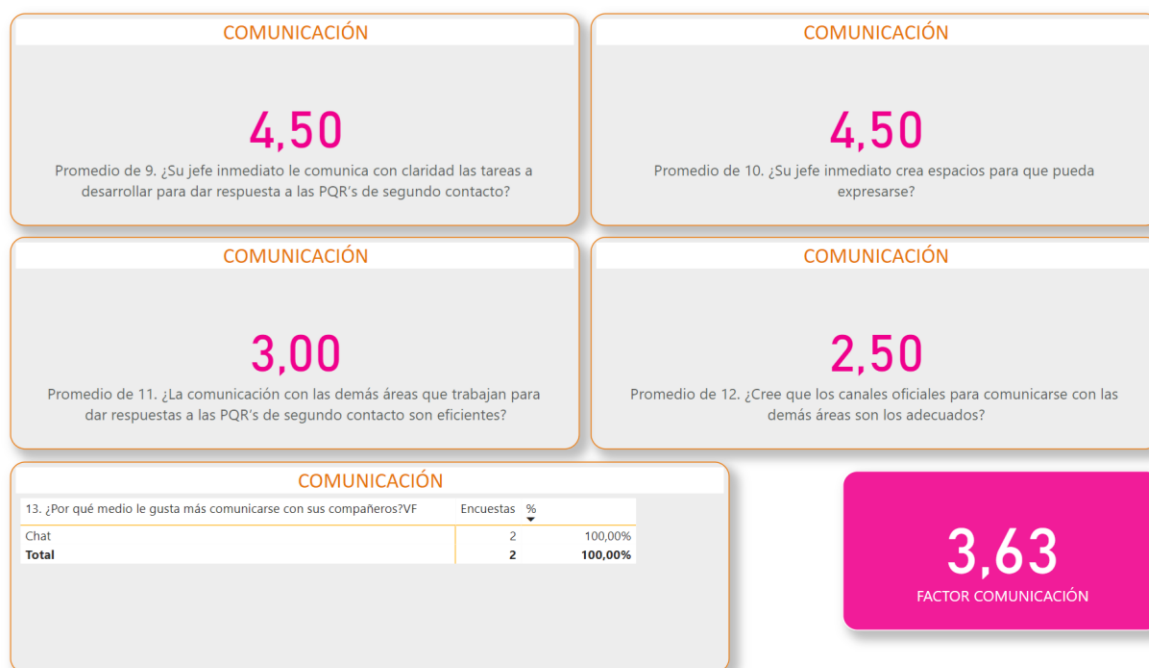 COMUNICACIÓN
4,50
Promedio de 9. ¿Su jefe inmediato le comunica con claridad las tareas a
desarrollar para dar respuesta a las PQR's de segundo contacto?
COMUNICACIÓN
4,50
Promedio de 10. ¿Su jefe inmediato crea espacios para que pueda
expresarse?
COMUNICACIÓN
3,00
Promedio de 11. ¿La comunicación con las demás áreas que trabajan para
dar respuestas a las PQR's de segundo contacto son eficientes?
COMUNICACIÓN
2,50
Promedio de 12. ¿Cree que los canales oficiales para comunicarse con las
demás áreas son los adecuados?
COMUNICACIÓN
13. ¿Por qué medio le gusta más comunicarse con sus compañeros?VF Encuestas %
Chat 2 100,00%
Total 2 100,00%
3,63
FACTOR COMUNICACIÓN